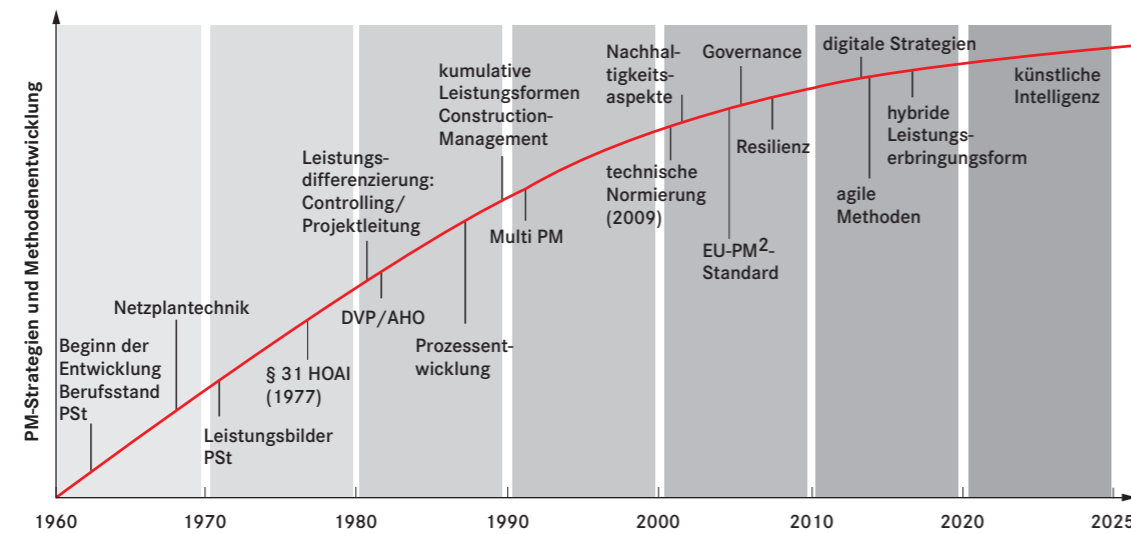 PM-Strategien und Methodenentwicklung
Beginn der
Entwicklung
Berufsstand
PSt
Netzplantechnik
Leistungsbilder
PSt
§ 31 HOAI
(1977)
Leistungs-
differenzierung:
Controlling/
Projektleitung
DVP/AHO
kumulative
Leistungsformen
Construction-
Management
Prozessent-
wicklung
Multi PM
Nachhal-
tigkeits-
aspekte
technische
Normierung
(2009)
Governance
EU-PM²-
Standard
Resilienz
digitale Strategien
agile
Methoden
hybride
Leistungs-
erbringungsform
künstliche
Intelligenz
1960 1970 1980 1990 2000 2010 2020 2025